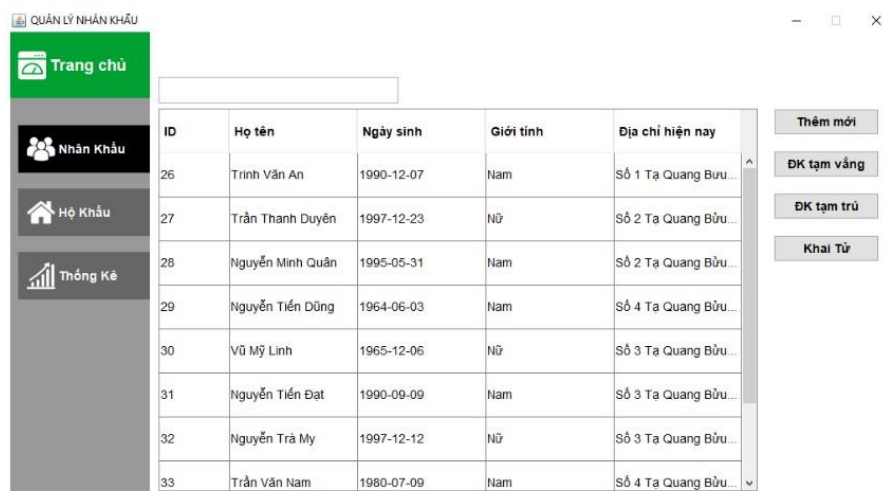 QUẢN LÝ NHÂN KHẨU
Trang chủ
Nhân Khẩu
Hộ Khẩu
Thống Kê
ID Họ tên Ngày sinh Giới tính Địa chỉ hiện nay
26 Trinh Văn An 1990-12-07 Nam Số 1 Tạ Quang Bưu...
27 Trần Thanh Duyên 1997-12-23 Nữ Số 2 Tạ Quang Bửu...
28 Nguyễn Minh Quân 1995-05-31 Nam Số 2 Tạ Quang Bửu...
29 Nguyễn Tiến Dũng 1964-06-03 Nam Số 4 Tạ Quang Bửu...
30 Vũ Mỹ Linh 1965-12-06 Nữ Số 3 Tạ Quang Bửu...
31 Nguyễn Tiến Đạt 1990-09-09 Nam Số 3 Tạ Quang Bửu...
32 Nguyễn Trà My 1997-12-12 Nữ Số 3 Tạ Quang Bửu...
33 Trần Văn Nam 1980-07-09 Nam Số 4 Tạ Quang Bửu...
Thêm mới
ĐK tạm vắng
ĐK tạm trú
Khai Tử